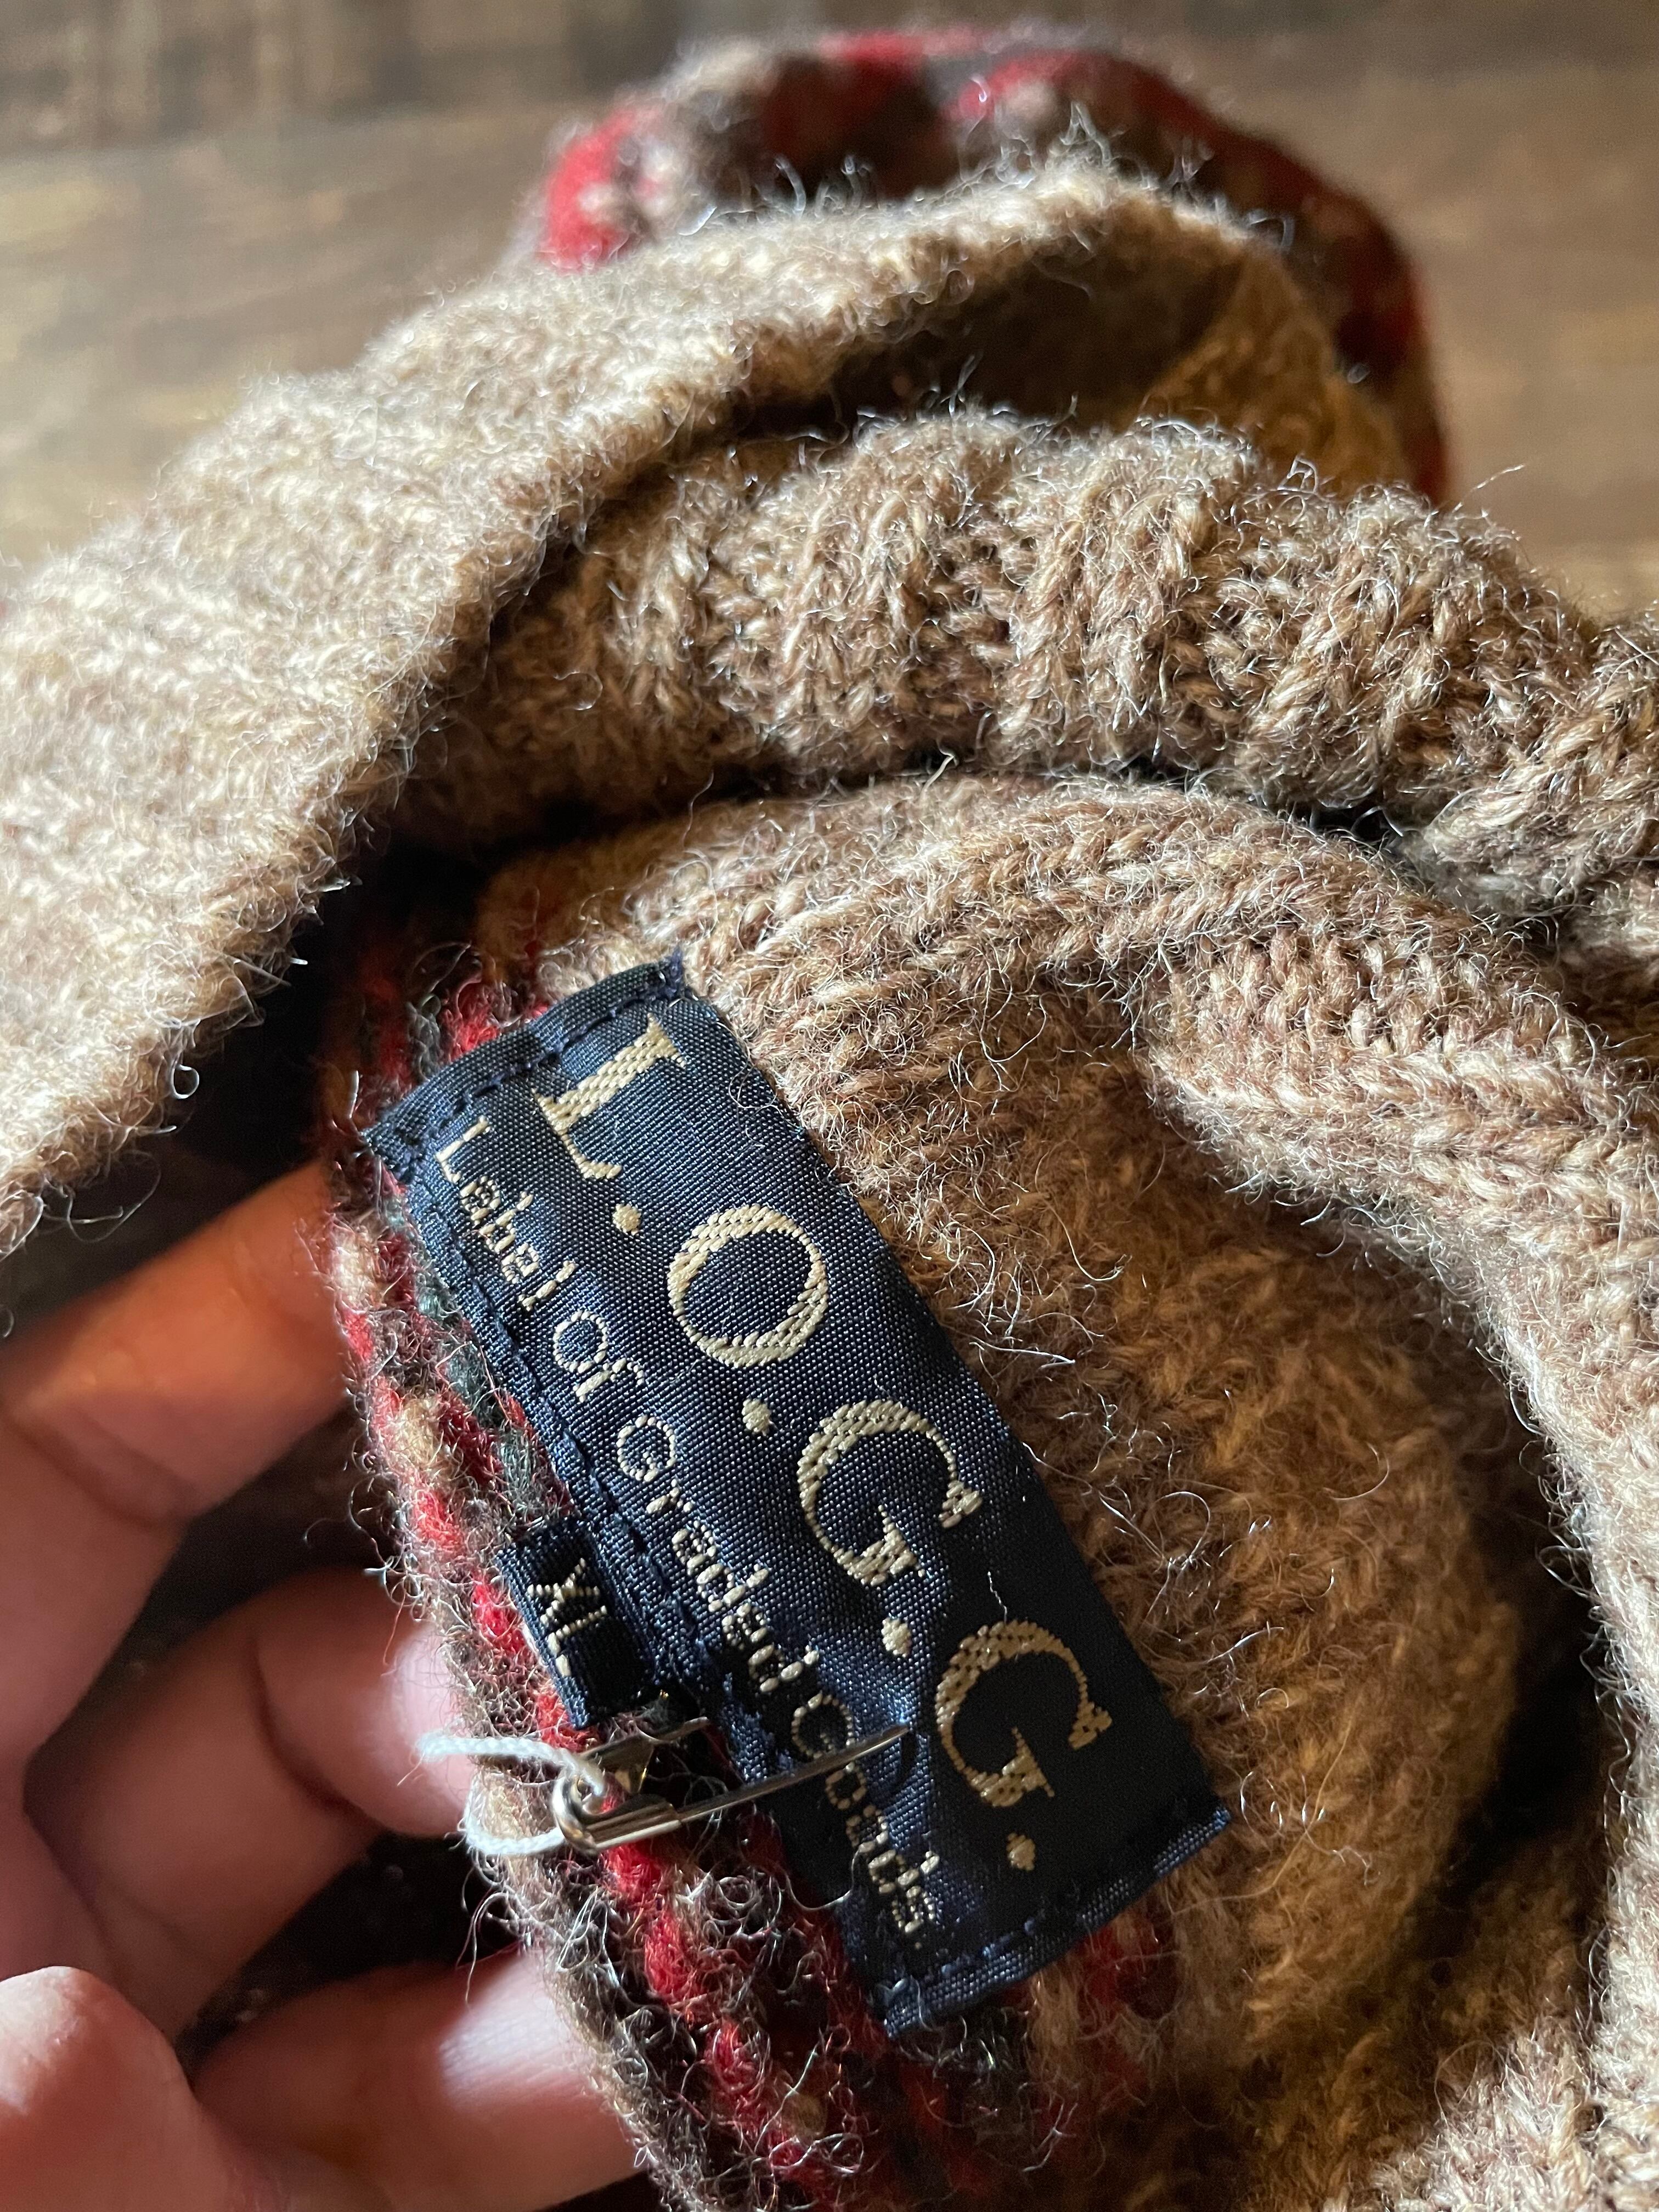 L.O.G.G.
Label of Graded Goods.
XL